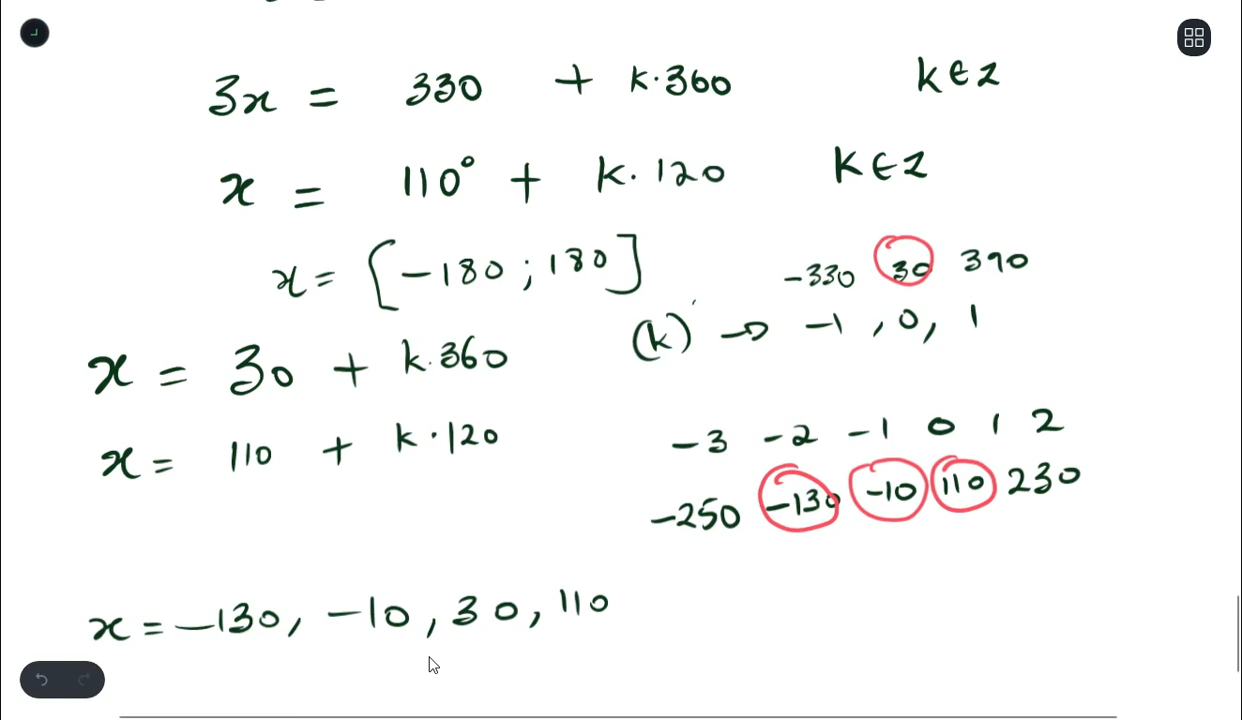 3x = 330 + k·360 k∈z
x = 110° + k·120 k∈z
x = [-180 ; 180]
-330 30 390
(k) → -1 , 0, 1
x = 30 + k·360
x = 110 + k·120
-3 -2 -1 0 1 2
-250 -130 -10 110 230
x = -130, -10, 30, 110